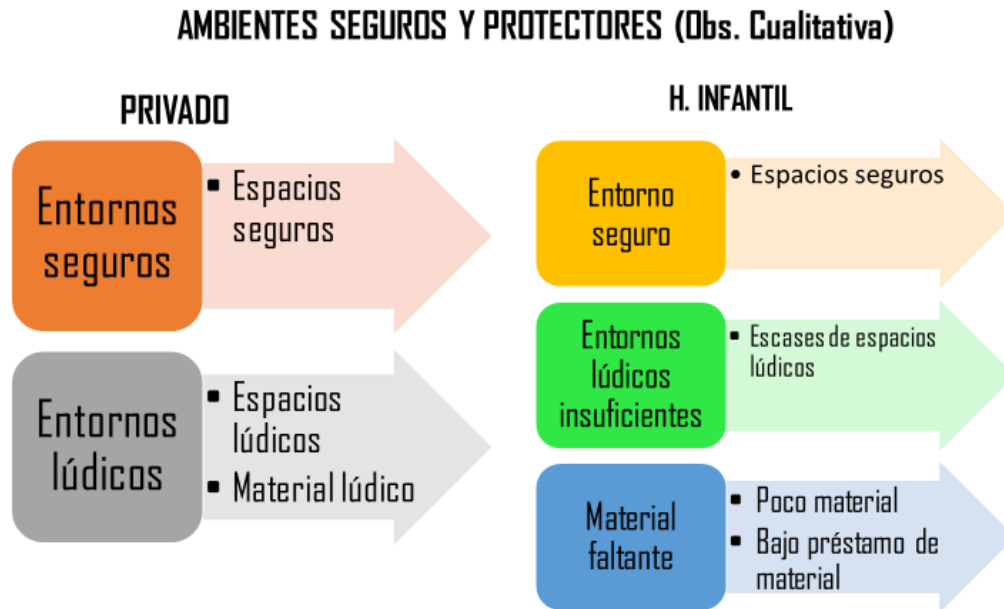 AMBIENTES SEGUROS Y PROTECTORES (Obs. Cualitativa)
PRIVADO
Entornos
seguros
▪ Espacios
seguros
Entornos
lúdicos
▪ Espacios
lúdicos
▪ Material lúdico
H. INFANTIL
Entorno
seguro
• Espacios seguros
Entornos
lúdicos
insuficientes
▪ Escases de espacios
lúdicos
Material
faltante
▪ Poco material
▪ Bajo préstamo de
material